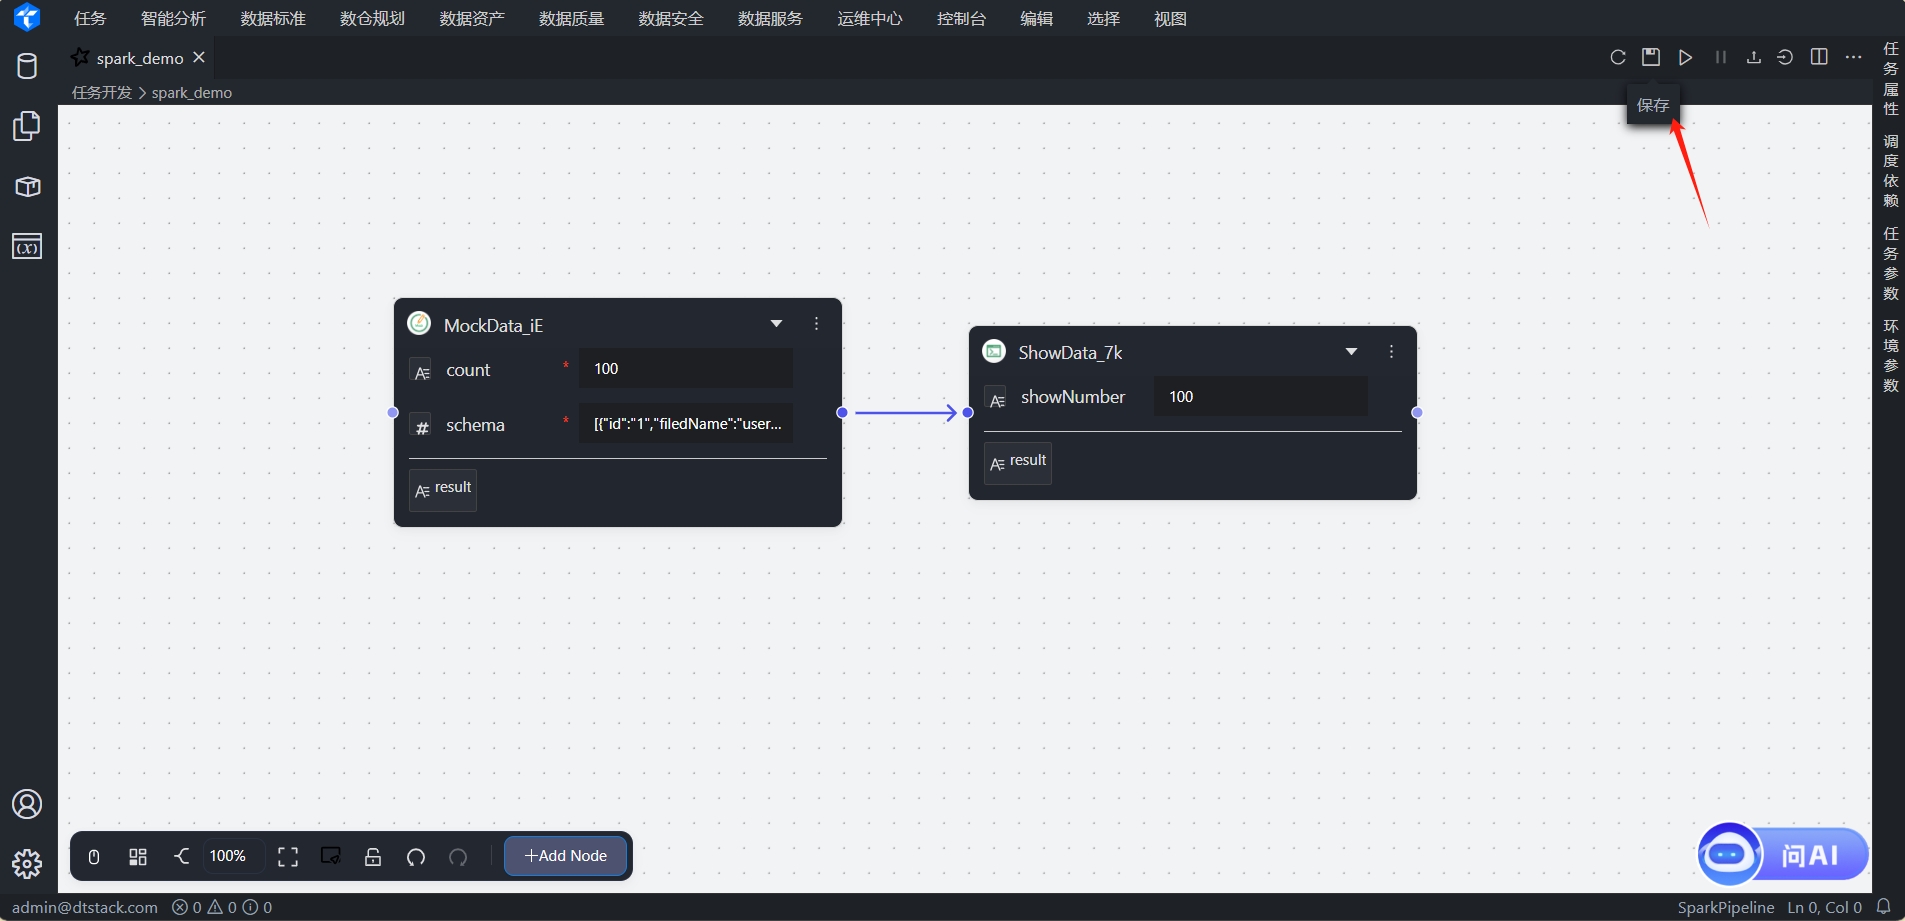 任务 智能分析 数据标准 数仓规划 数据资产 数据质量 数据安全 数据服务 运维中心 控制台 编辑 选择 视图
spark_demo
任务开发 > spark_demo
保存
任务属性
调度依赖
任务参数
环境参数
MockData_iE
count * 100
schema * [{"id":"1","filedName":"user...
result
ShowData_7k
showNumber 100
result
100%
+Add Node
问AI
admin@dtstack.com 0 0 0
SparkPipeline Ln 0, Col 0